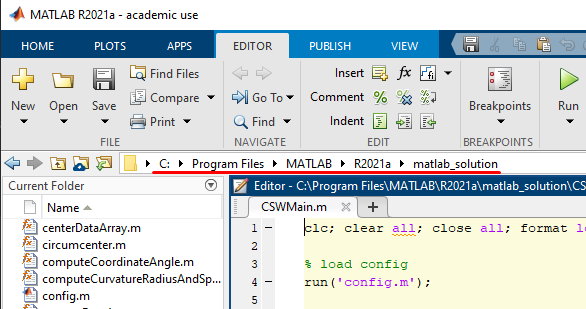 MATLAB R2021a - academic use
HOME PLOTS APPS EDITOR PUBLISH VIEW
New Open Save Find Files Compare Print
Go To Find
Insert fx
Comment
Indent
Breakpoints Run
FILE NAVIGATE EDIT BREAKPOINTS
C: Program Files MATLAB R2021a matlab_solution
Current Folder
Editor - C:\Program Files\MATLAB\R2021a\matlab_solution\CS
Name
CSWMain.m
centerDataArray.m
circumcenter.m
computeCoordinateAngle.m
computeCurvatureRadiusAndSp...
config.m
1 clc; clear all; close all; format
2
3 % load config
4 run('config.m');
5